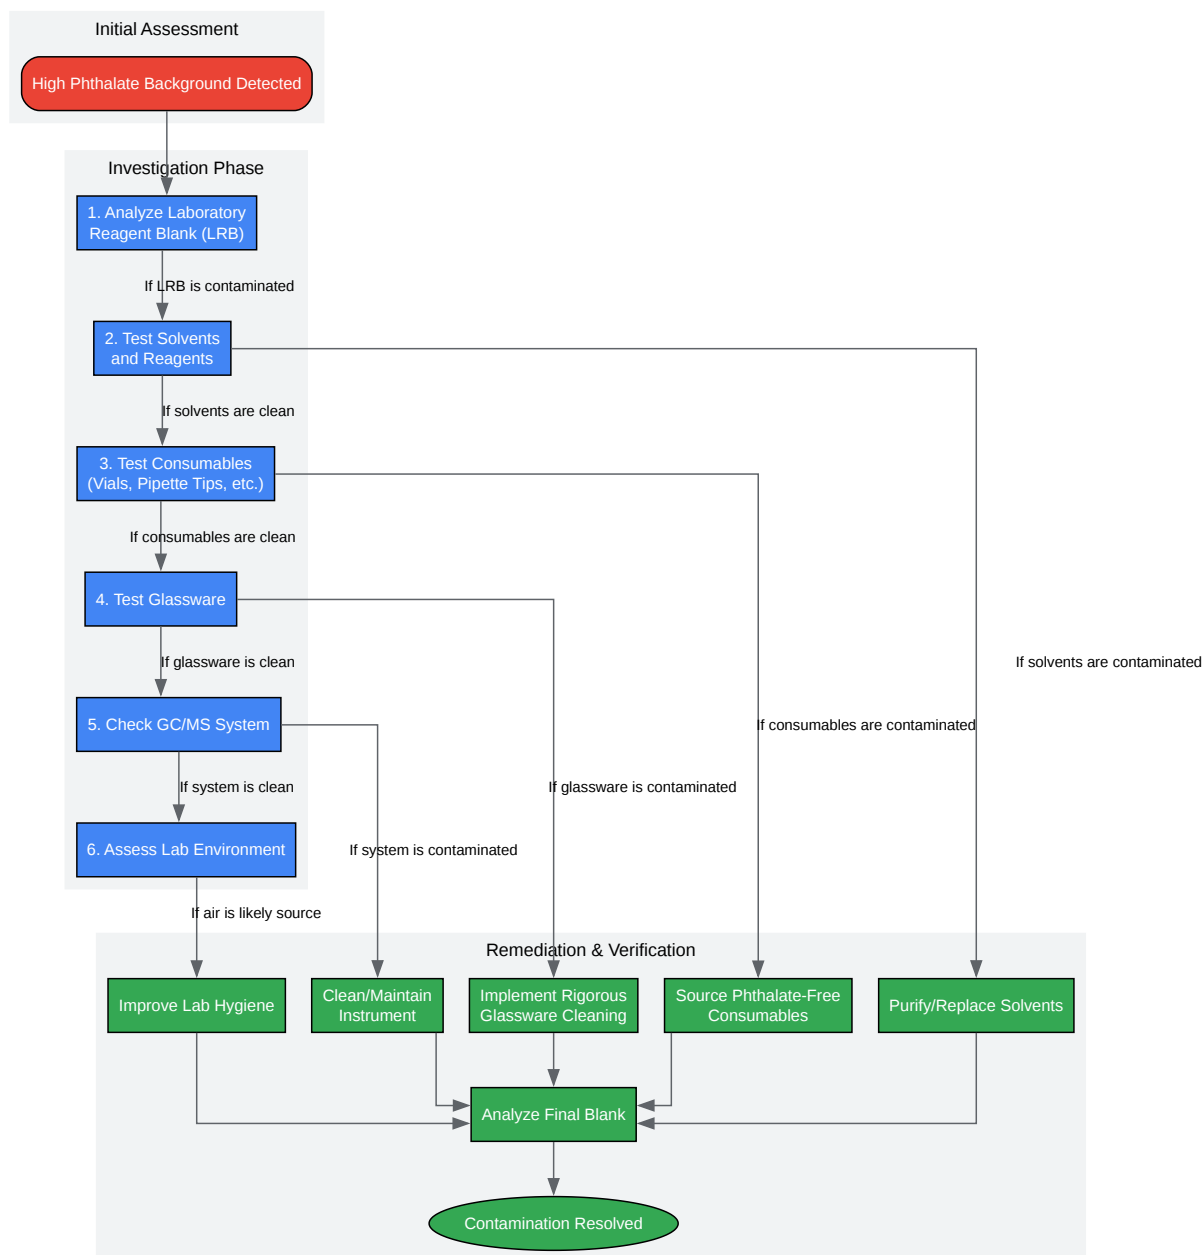 Initial Assessment
High Phthalate Background Detected
Investigation Phase
1. Analyze Laboratory
Reagent Blank (LRB)
If LRB is contaminated
2. Test Solvents
and Reagents
If solvents are clean
3. Test Consumables
(Vials, Pipette Tips, etc.)
If consumables are clean
4. Test Glassware
If glassware is clean
If solvents are contaminated
5. Check GC/MS System
If consumables are contaminated
If system is clean
If glassware is contaminated
6. Assess Lab Environment
If system is contaminated
If air is likely source
Remediation & Verification
Improve Lab Hygiene
Clean/Maintain
Instrument
Implement Rigorous
Glassware Cleaning
Source Phthalate-Free
Consumables
Purify/Replace Solvents
Analyze Final Blank
Contamination Resolved